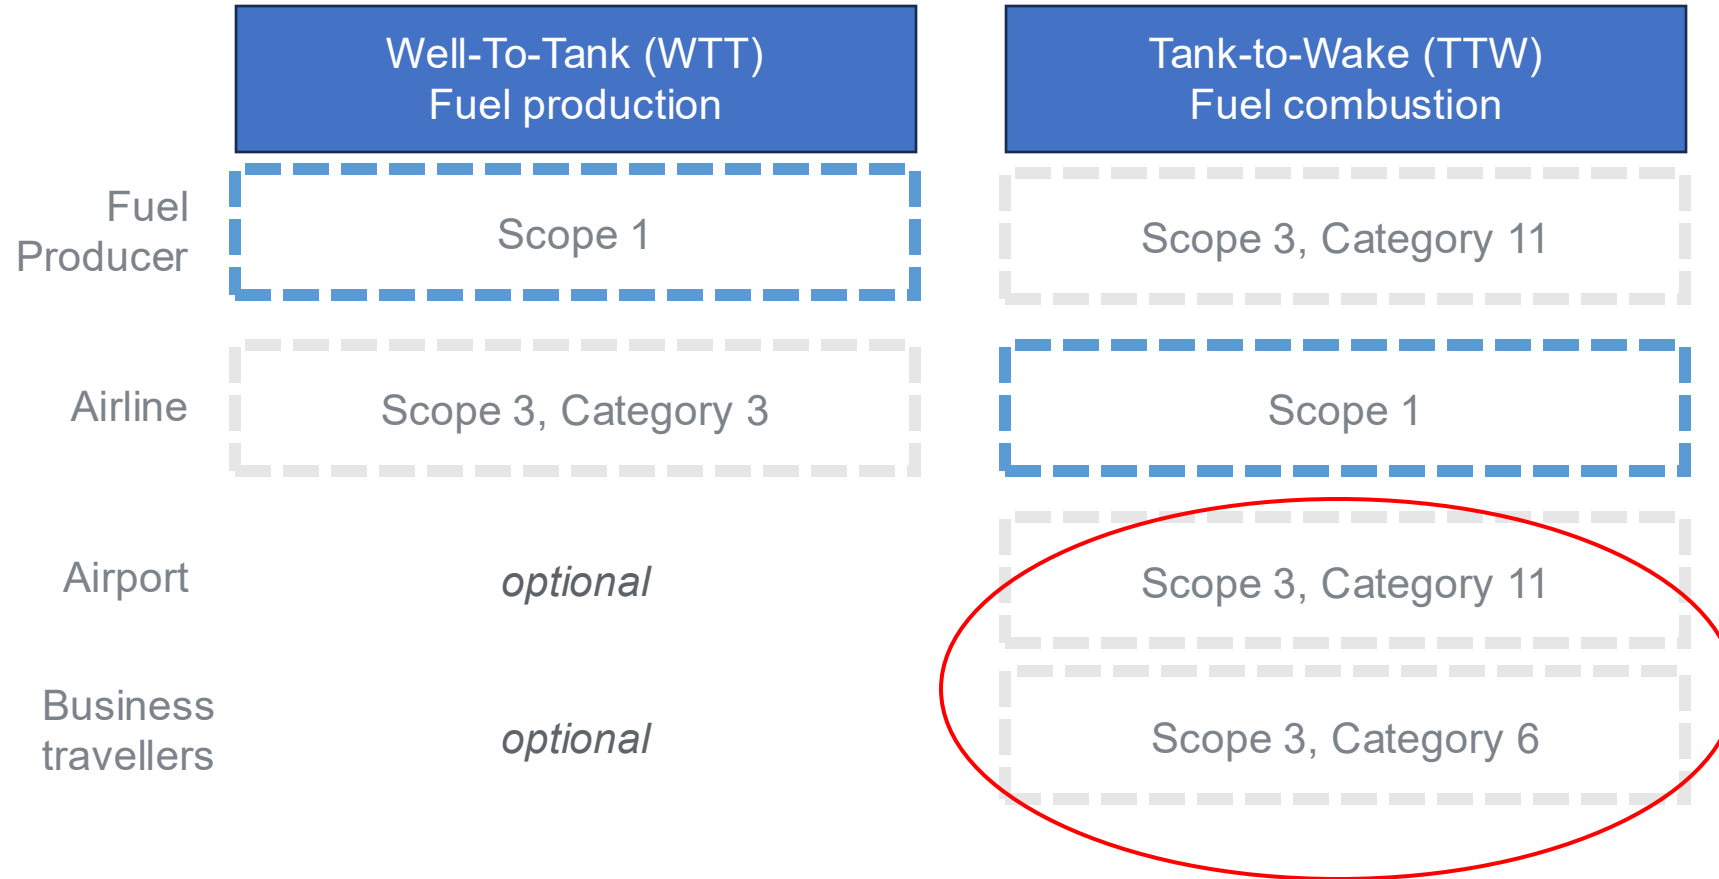 Well-To-Tank (WTT)
Fuel production
Tank-to-Wake (TTW)
Fuel combustion
Fuel
Producer
Scope 1
Scope 3, Category 11
Airline
Scope 3, Category 3
Scope 1
Airport
optional
Scope 3, Category 11
Business
travellers
optional
Scope 3, Category 6